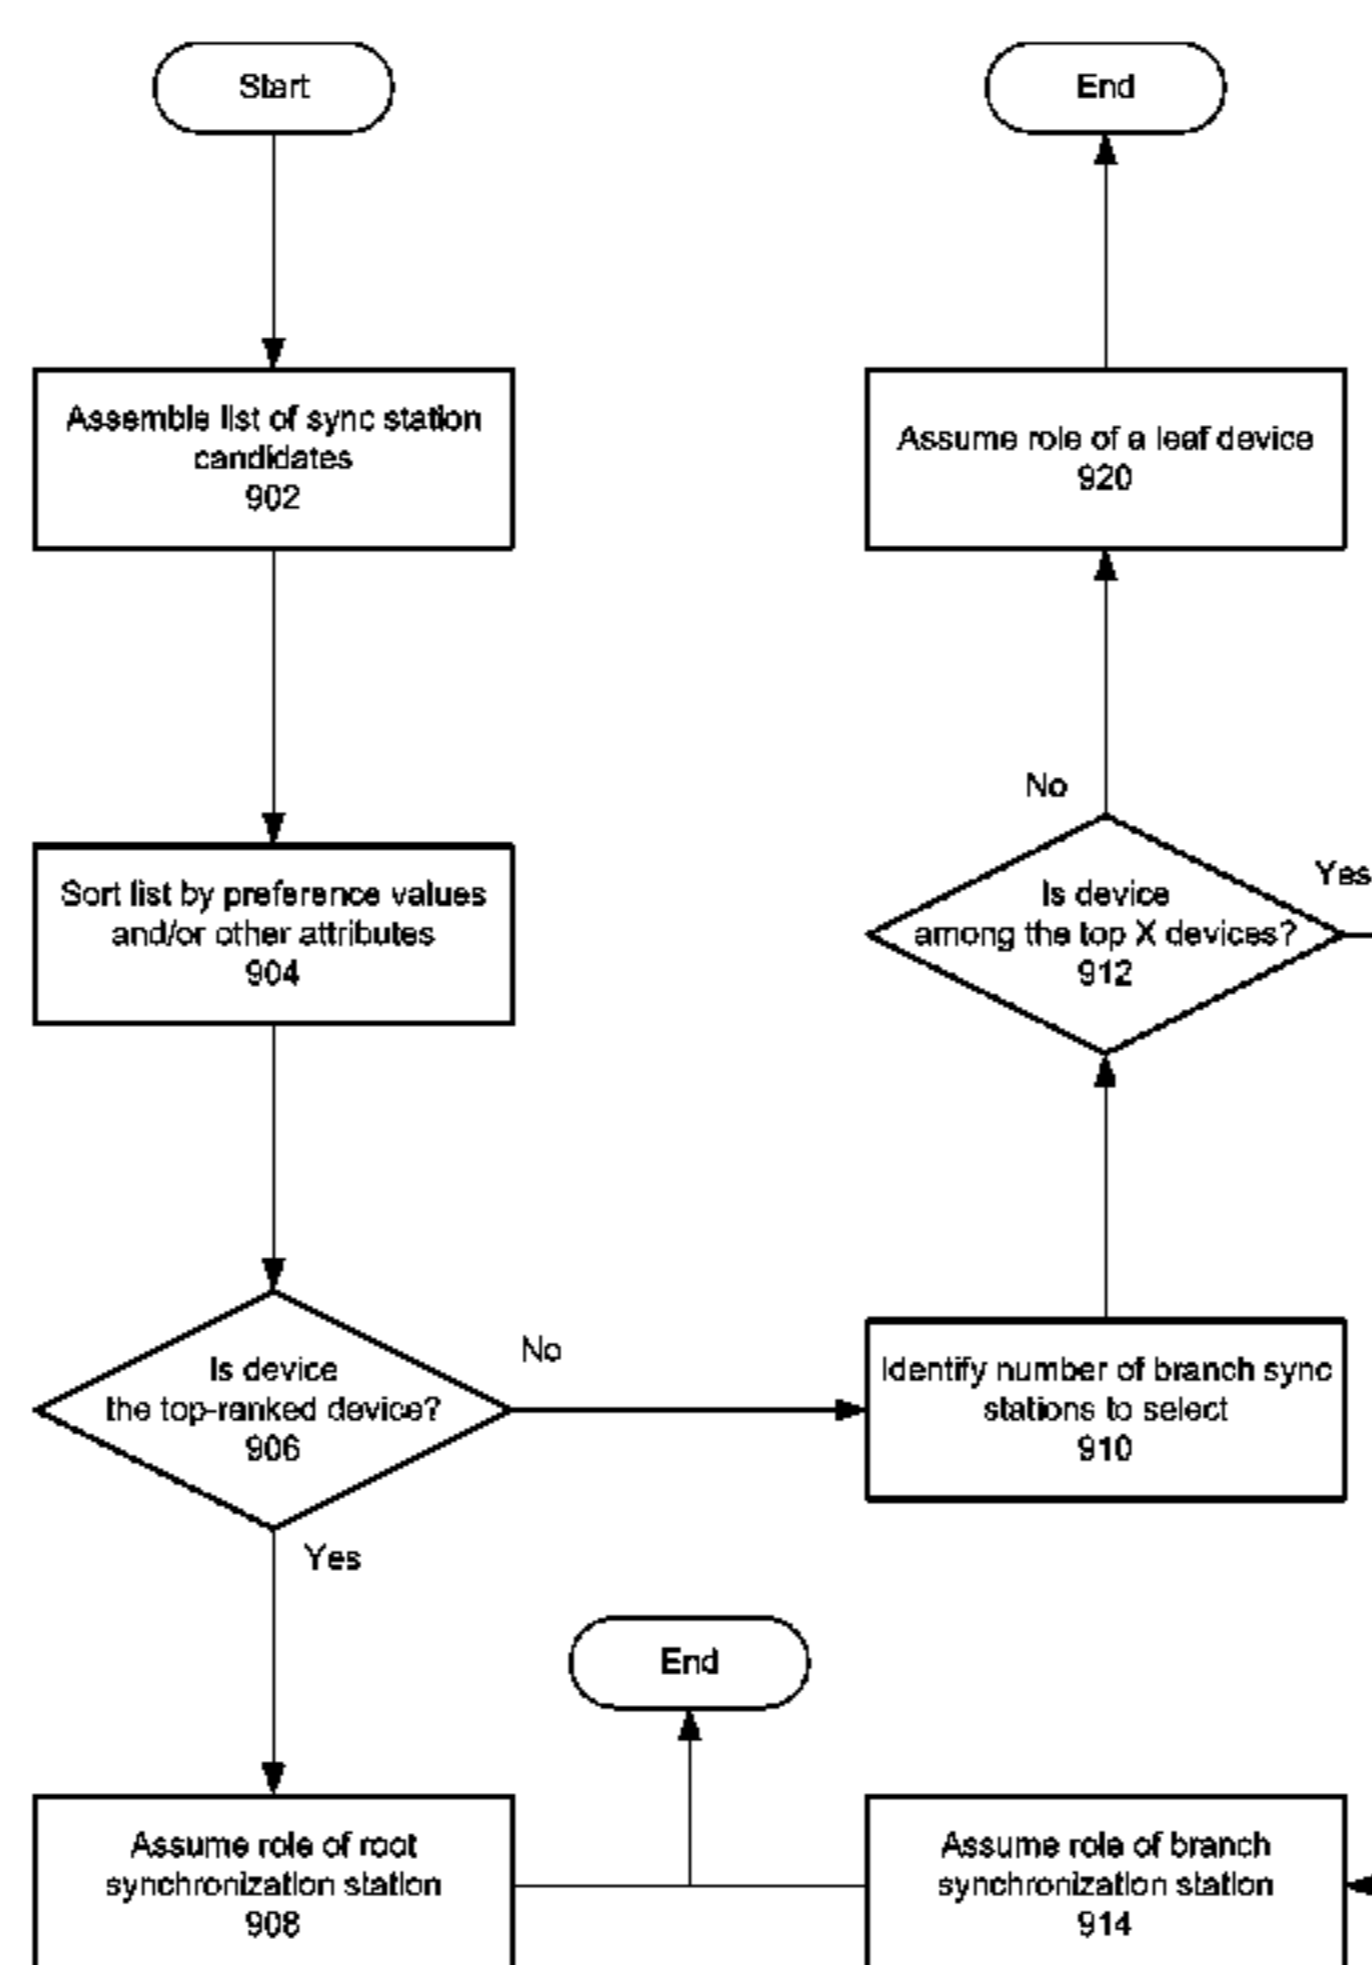 Start
Assemble list of sync station
candidates
902
Sort list by preference values
and/or other attributes
904
Is device
the top-ranked device?
906
No
Yes
Assume role of root
synchronization station
908
End
Identify number of branch sync
stations to select
910
Is device
among the top X devices?
912
No
Yes
Assume role of a leaf device
920
End
Assume role of branch
synchronization station
914